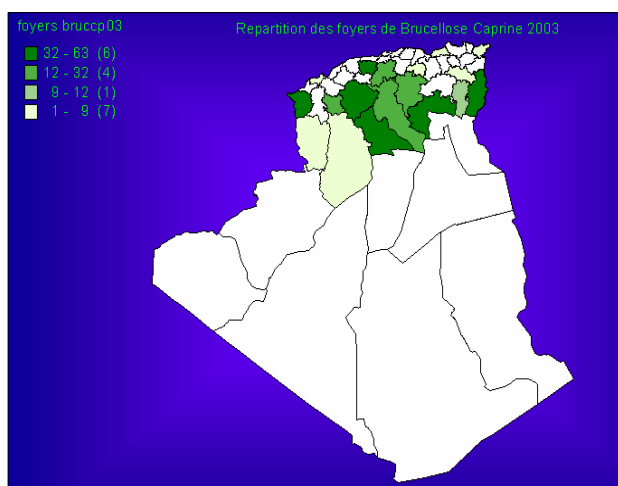 foyers bruccp03
Repartition des foyers de Brucellose Caprine 2003
32 - 63 (6)
12 - 32 (4)
9 - 12 (1)
1 - 9 (7)